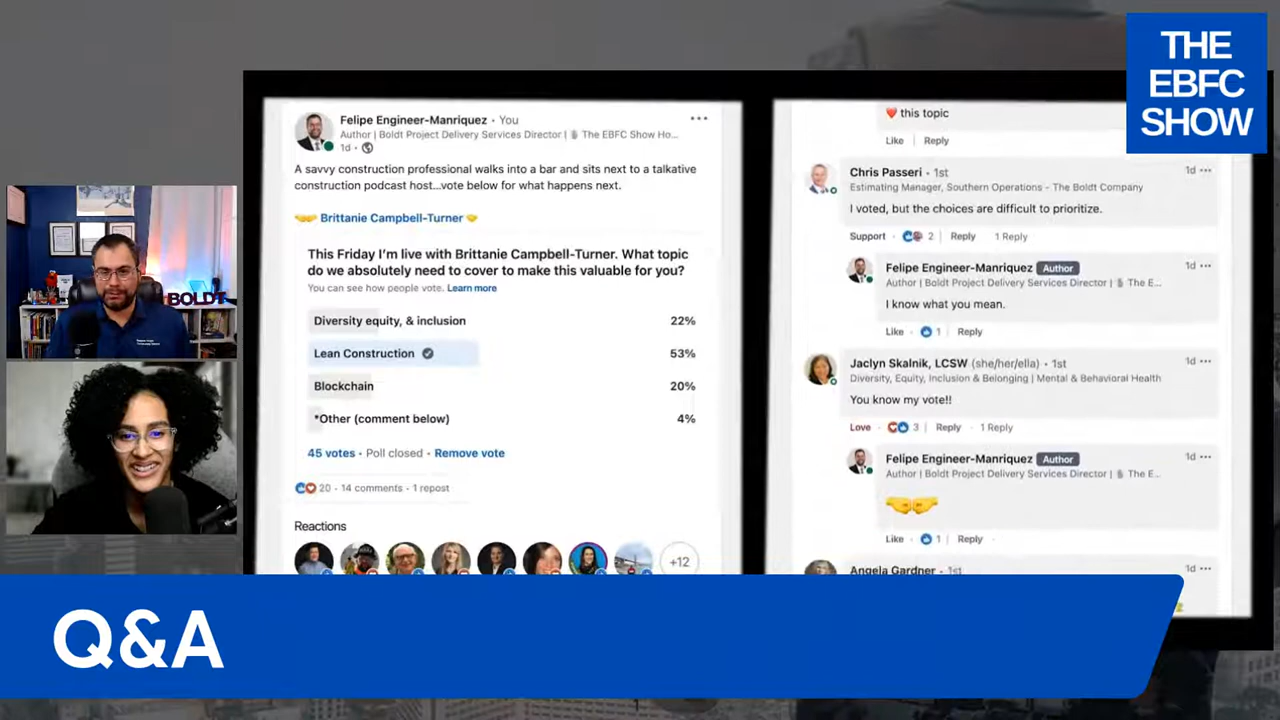 THE
EBFC
SHOW
BOLDT
Felipe Engineer-Manriquez • You
Author | Boldt Project Delivery Services Director | The EBFC Show Ho...
1d •
A savvy construction professional walks into a bar and sits next to a talkative
construction podcast host...vote below for what happens next.
🤝 Brittanie Campbell-Turner 🤝
This Friday I'm live with Brittanie Campbell-Turner. What topic
do we absolutely need to cover to make this valuable for you?
You can see how people vote. Learn more
Diversity equity, & inclusion 22%
Lean Construction 53%
Blockchain 20%
*Other (comment below) 4%
45 votes • Poll closed • Remove vote
20 • 14 comments • 1 repost
Reactions
+12
❤️ this topic
Like | Reply
Chris Passeri • 1st 1d •••
Estimating Manager, Southern Operations - The Boldt Company
I voted, but the choices are difficult to prioritize.
Support • 2 | Reply 1 Reply
Felipe Engineer-Manriquez Author 1d •••
Author | Boldt Project Delivery Services Director | The E...
I know what you mean.
Like • 1 | Reply
Jaclyn Skalnik, LCSW (she/her/ella) • 1st 1d •••
Diversity, Equity, Inclusion & Belonging | Mental & Behavioral Health
You know my vote!!
Love • 3 | Reply • 1 Reply
Felipe Engineer-Manriquez Author 1d •••
Author | Boldt Project Delivery Services Director | The E...
Like • 1 | Reply
Angela Gardner • 1st 1d •••
Q&A